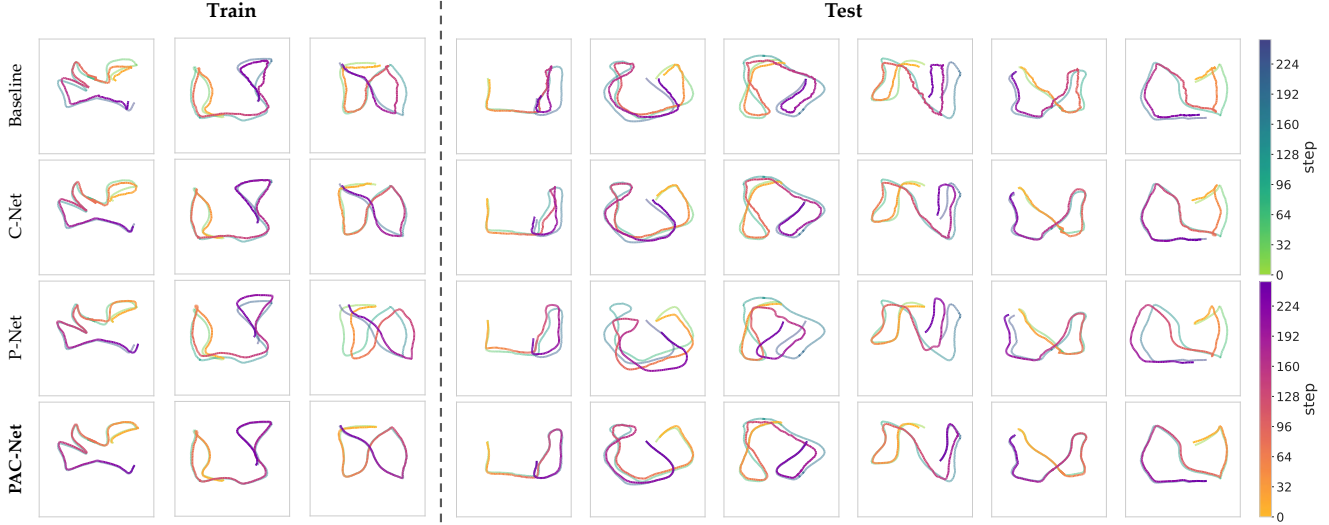 Train Test
Baseline
C-Net
P-Net
PAC-Net
224
192
160
128
96
64
32
0
step
224
192
160
128
96
64
32
0
step